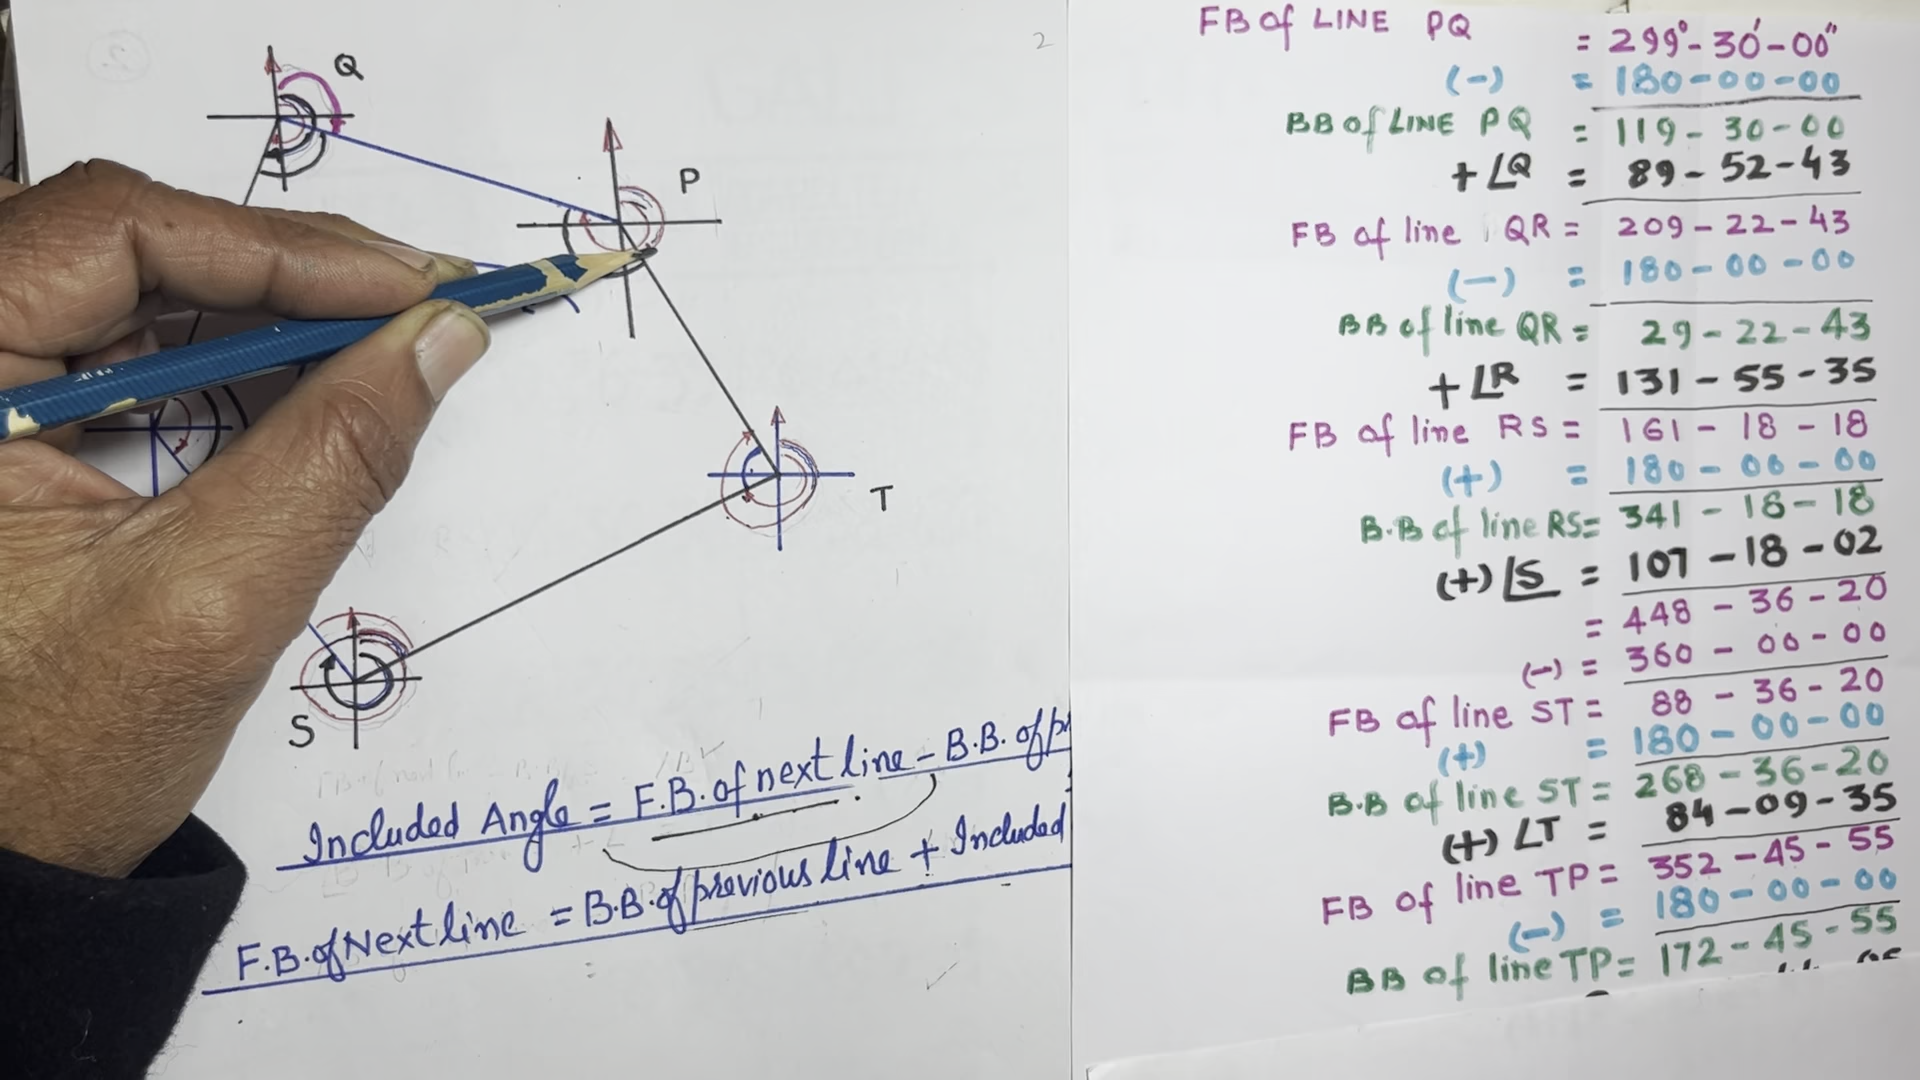 2
Q
P
T
S
Included Angle = F.B. of next line - B.B. of
F.B. of Next line = B.B. of previous line + Included
FB of LINE PQ = 299°- 30'- 00"
(-) = 180-00-00
BB of LINE PQ = 119 - 30-00
+ ∠Q = 89 - 52-43
FB of line QR = 209-22-43
(-) = 180-00-00
BB of line QR = 29-22-43
+ ∠R = 131 - 55-35
FB of line RS = 161 - 18 - 18
(+) = 180-00-00
B.B of line RS= 341 - 18 - 18
(+) ∠S = 107 - 18 - 02
= 448 - 36 - 20
(-) = 360 - 00 - 00
FB of line ST = 88 - 36 - 20
(+) = 180 - 00 - 00
B.B of line ST = 268 - 36 - 20
(+) ∠T = 84-09-35
FB of line TP = 352 - 45 - 55
(-) = 180-00-00
BB of line TP = 172-45-55